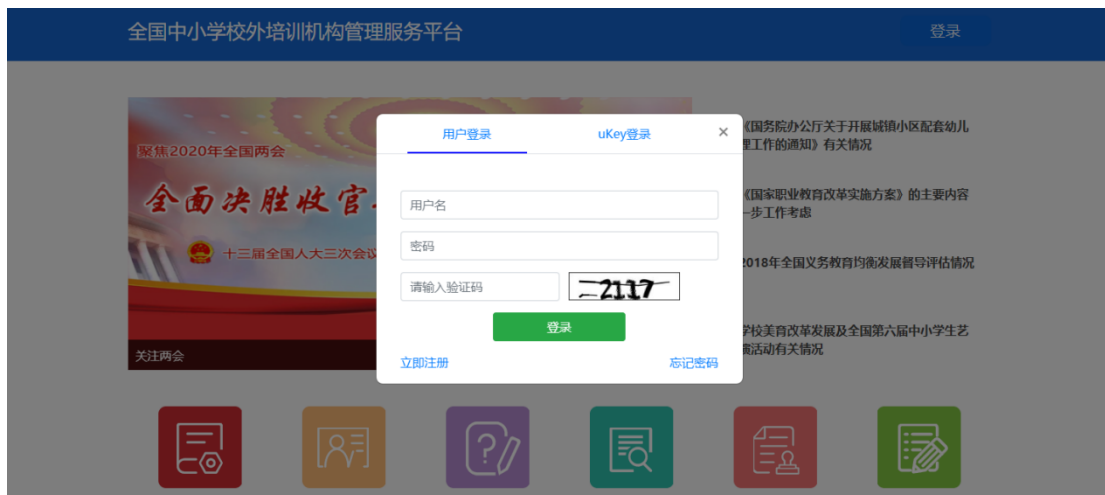 全国中小学校外培训机构管理服务平台
登录
聚焦2020年全国两会
全面决胜收官
十三届全国人大三次会议
关注两会
《国务院办公厅关于开展城镇小区配套幼儿
理工作的通知》有关情况
《国家职业教育改革实施方案》的主要内容
一步工作考虑
2018年全国义务教育均衡发展督导评估情况
学校美育改革发展及全国第六届中小学生艺
演活动有关情况
用户登录
uKey登录
×
用户名
密码
请输入验证码
2117
登录
立即注册
忘记密码